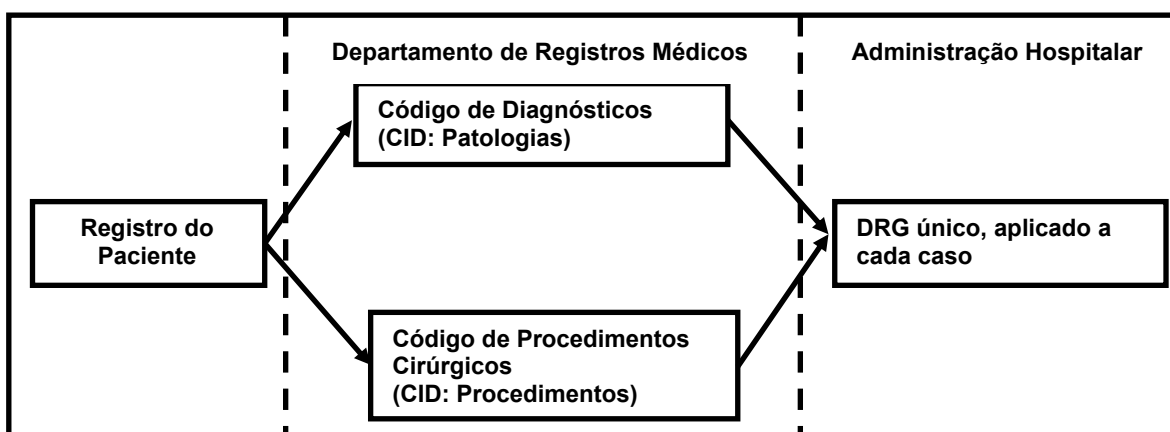 Departamento de Registros Médicos
Administração Hospitalar
Código de Diagnósticos
(CID: Patologias)
Registro do
Paciente
DRG único, aplicado a
cada caso
Código de Procedimentos
Cirúrgicos
(CID: Procedimentos)